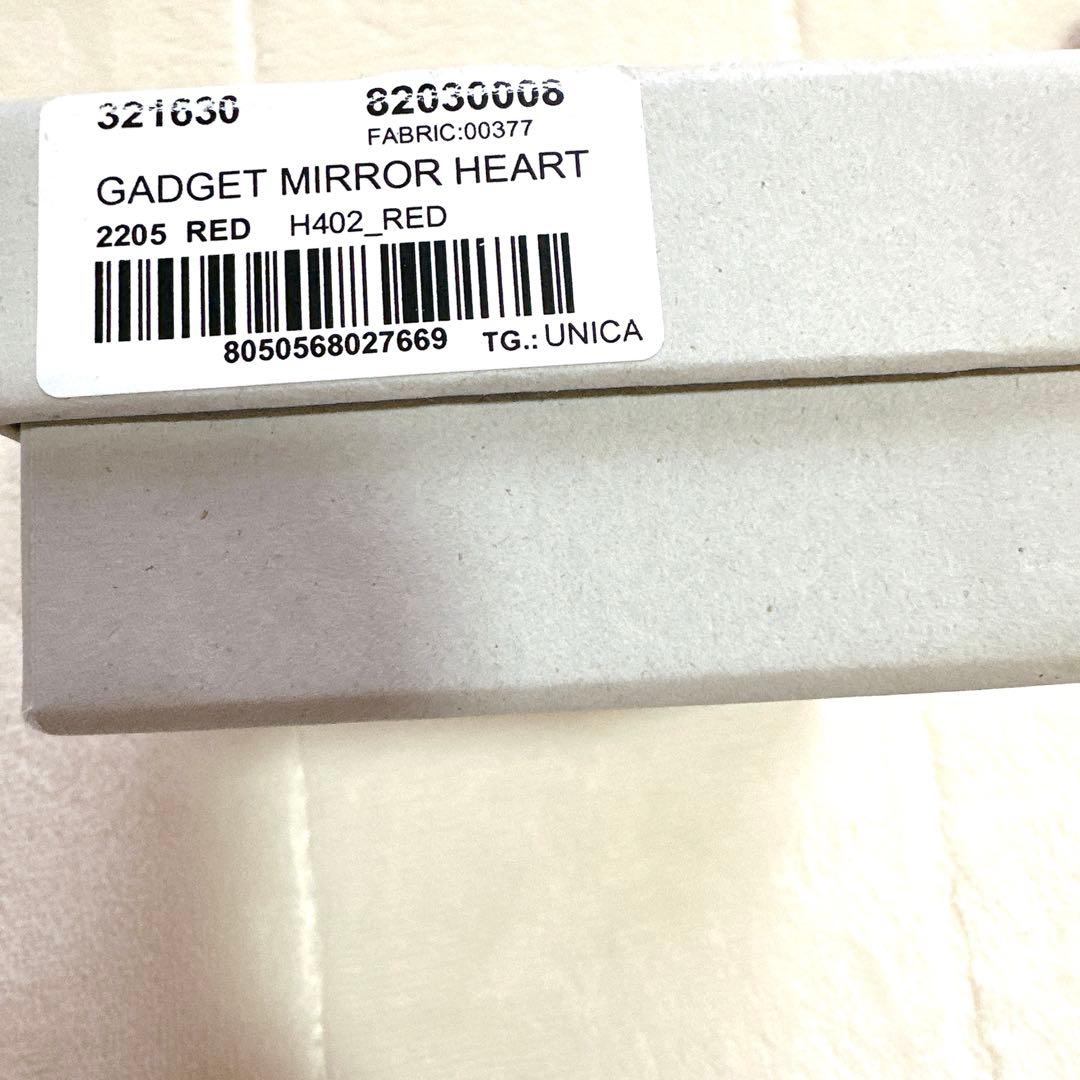 321630 82030008
FABRIC:00377
GADGET MIRROR HEART
2205 RED H402_RED
8050568027669 TG.: UNICA